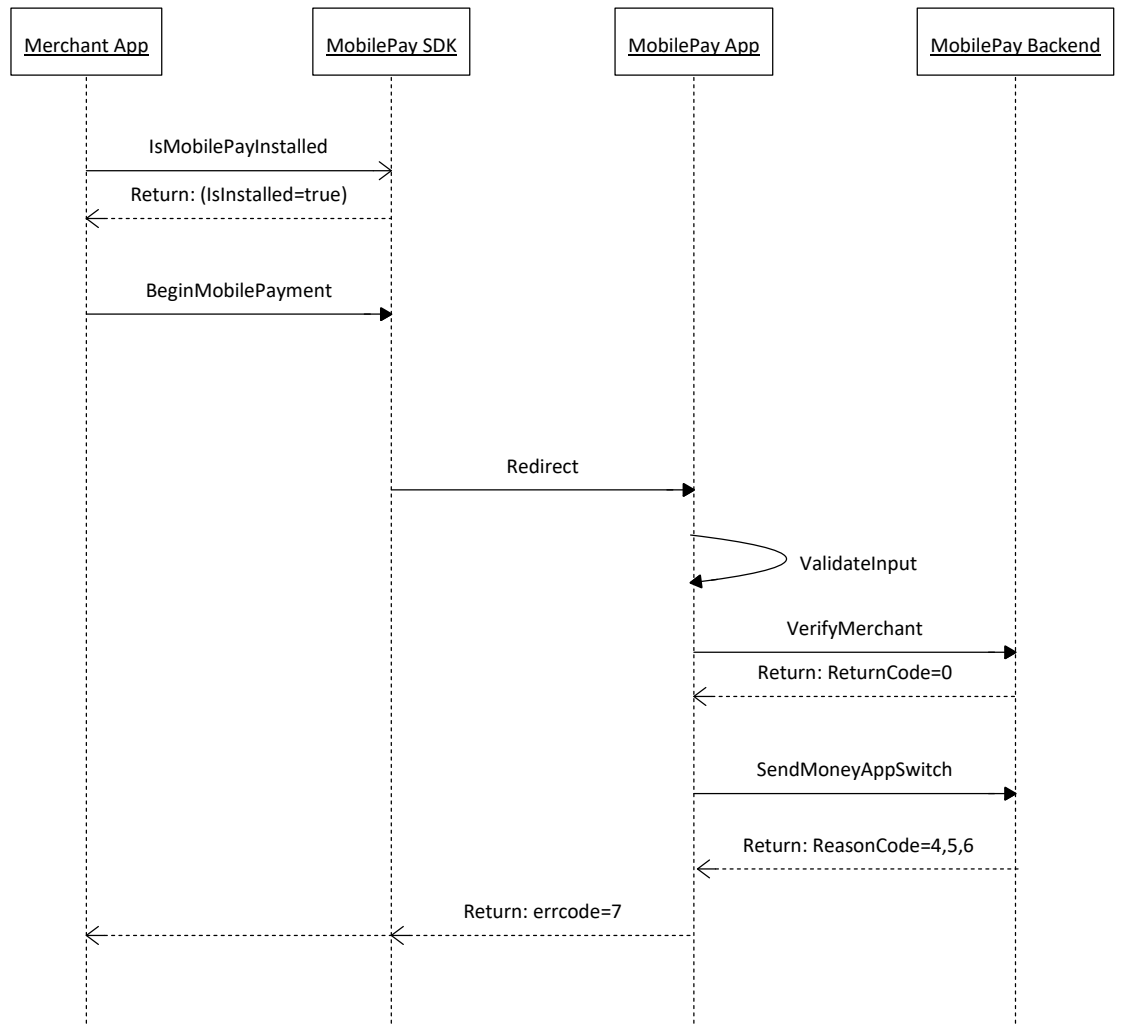 Merchant App
MobilePay SDK
MobilePay App
MobilePay Backend
IsMobilePayInstalled
Return: (IsInstalled=true)
BeginMobilePayment
Redirect
ValidateInput
VerifyMerchant
Return: ReturnCode=0
SendMoneyAppSwitch
Return: ReasonCode=4,5,6
Return: errcode=7